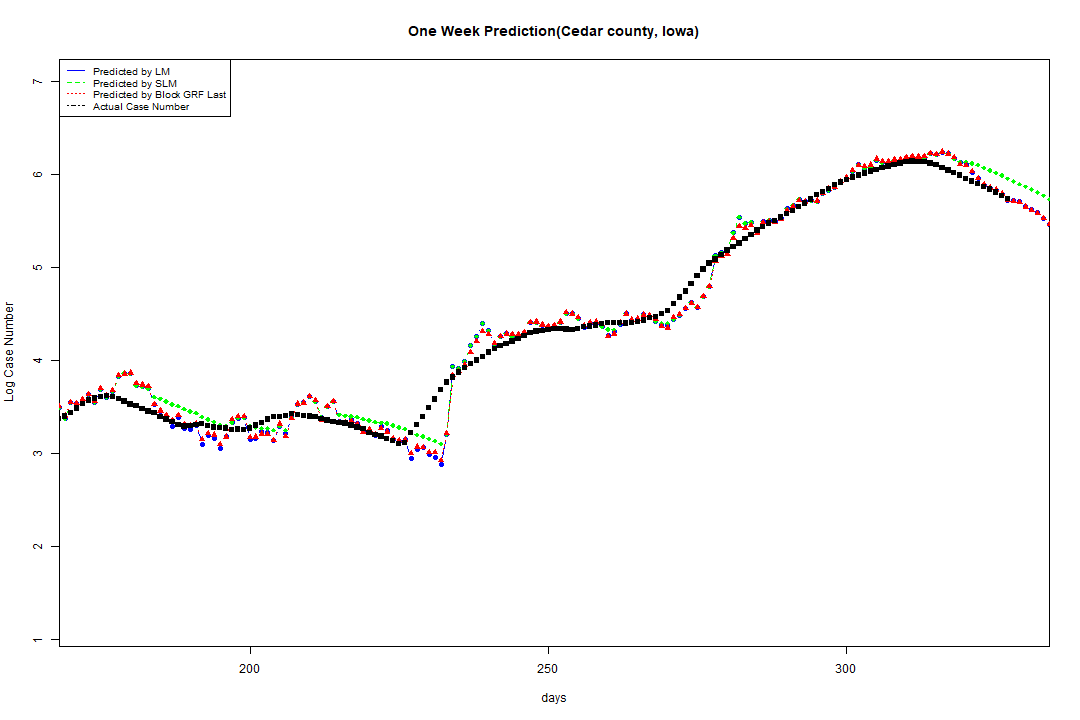 One Week Prediction(Cedar county, Iowa)
Predicted by LM
Predicted by SLM
Predicted by Block GRF Last
Actual Case Number
7
6
5
4
3
2
1
Log Case Number
200 250 300
days